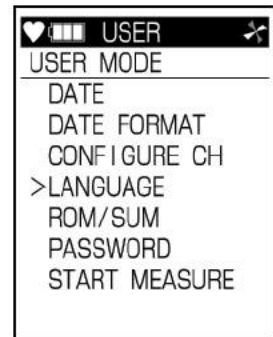 USER
USER MODE
DATE
DATE FORMAT
CONFIGURE CH
>LANGUAGE
ROM/SUM
PASSWORD
START MEASURE